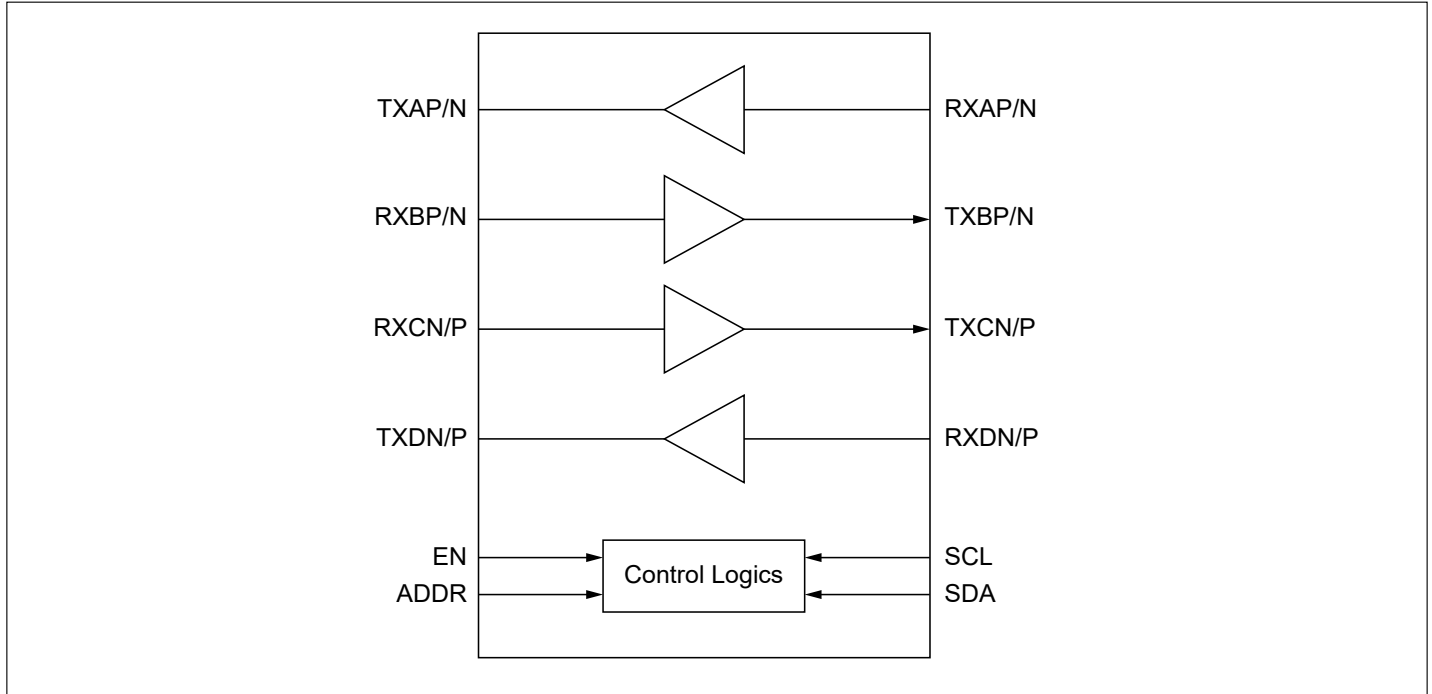 TXAP/N
RXAP/N
RXBP/N
TXBP/N
RXCN/P
TXCN/P
TXDN/P
RXDN/P
EN
SCL
Control Logics
ADDR
SDA